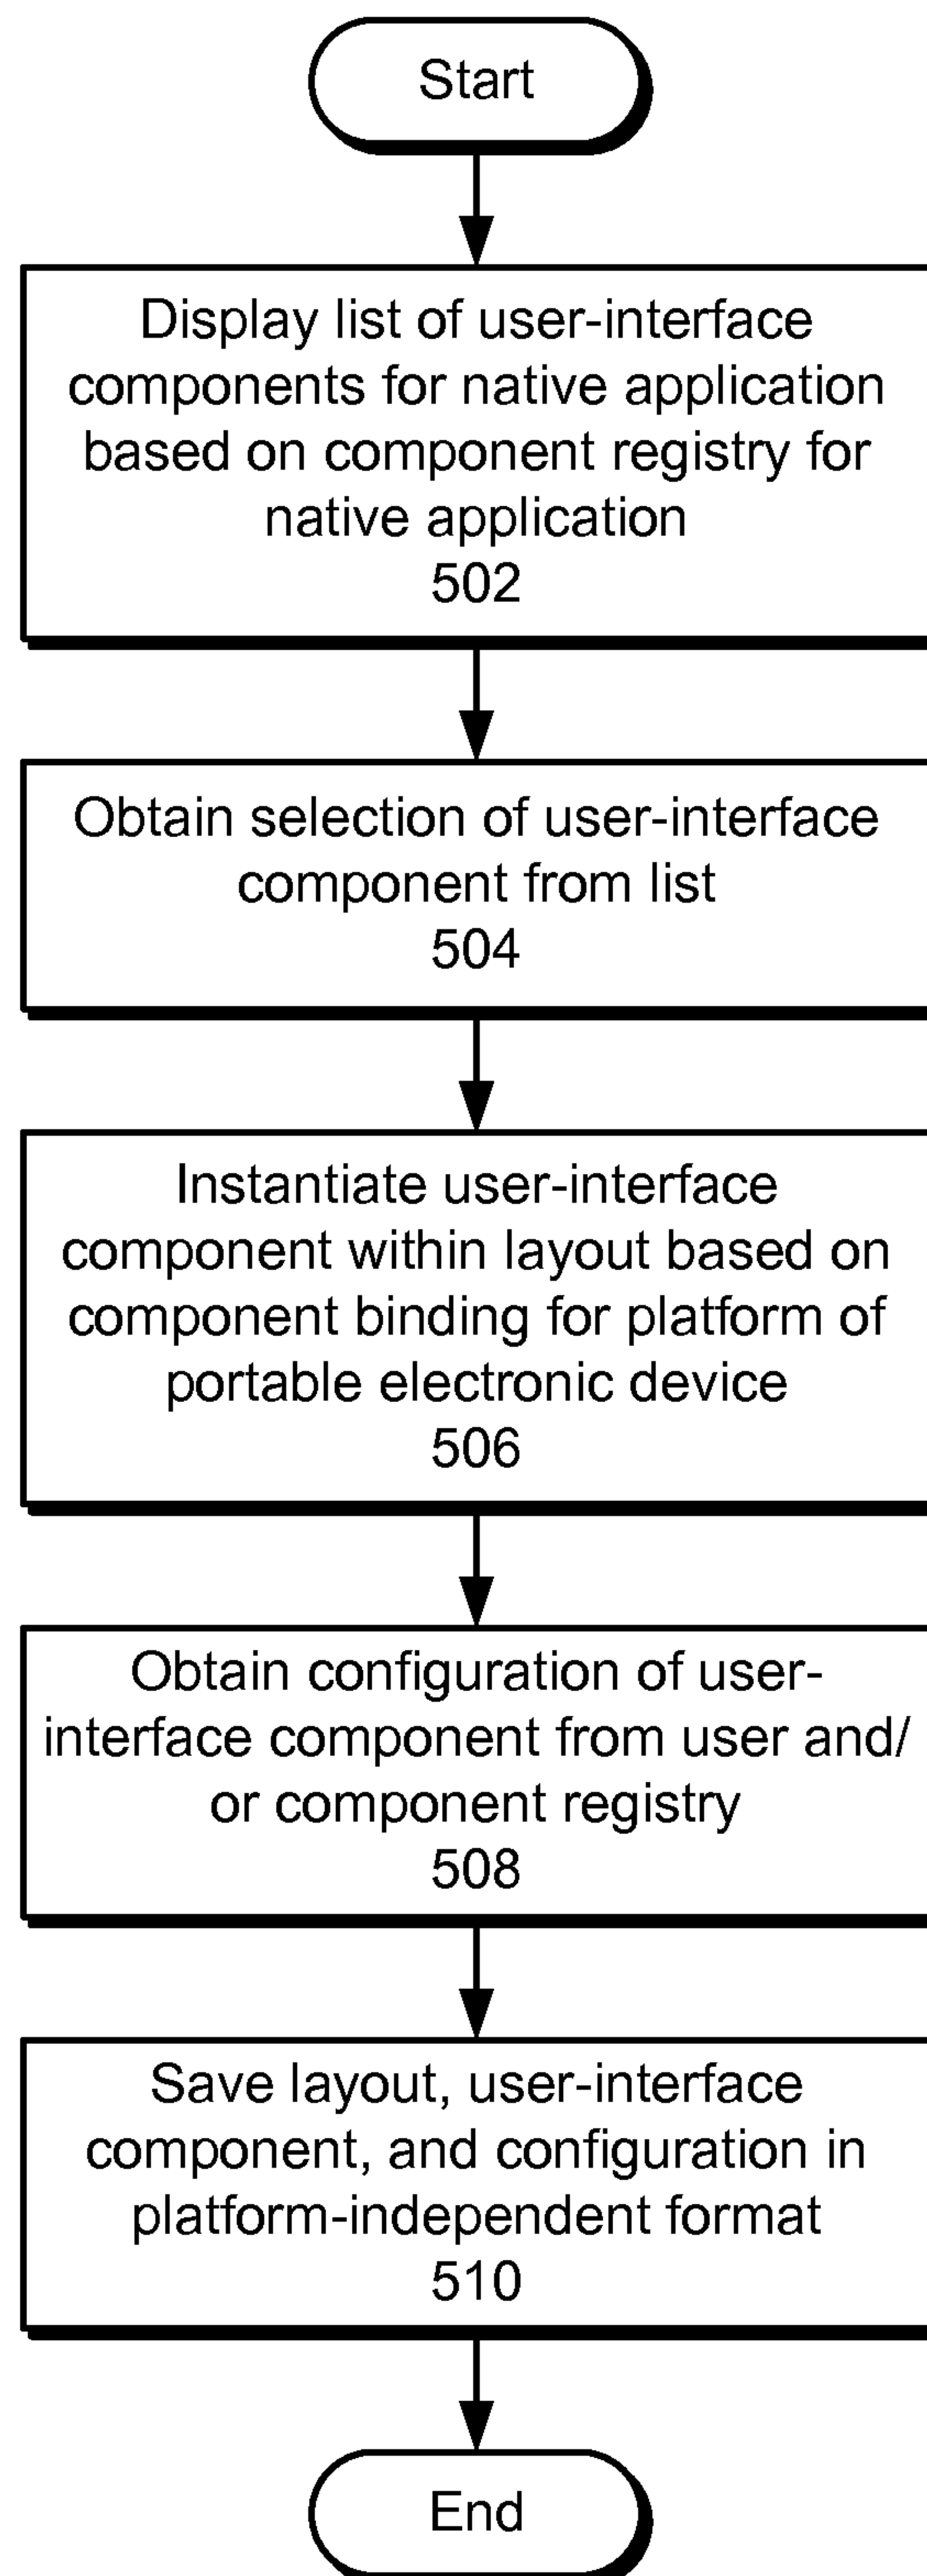 Start
Display list of user-interface
components for native application
based on component registry for
native application
502
Obtain selection of user-interface
component from list
504
Instantiate user-interface
component within layout based on
component binding for platform of
portable electronic device
506
Obtain configuration of user-
interface component from user and/
or component registry
508
Save layout, user-interface
component, and configuration in
platform-independent format
510
End